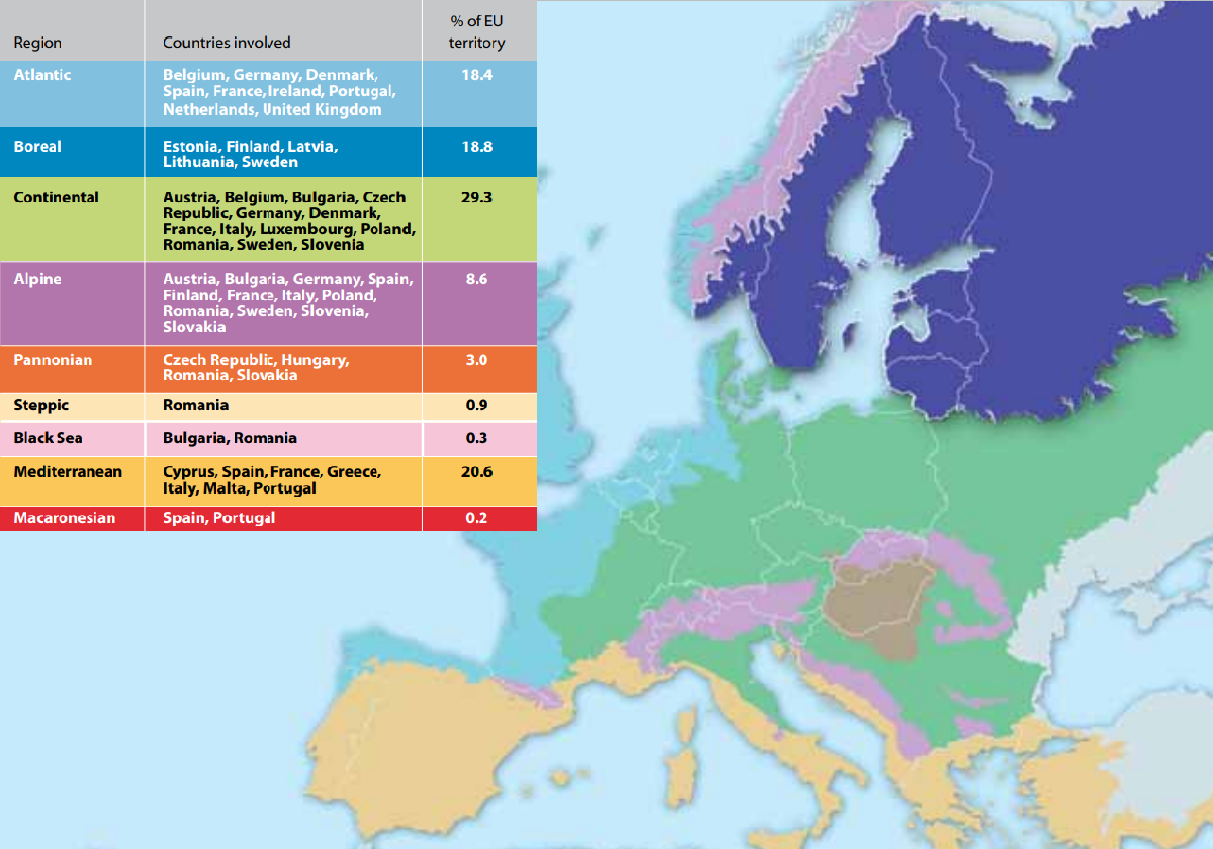 % of EU
Region Countries involved territory
Atlantic Belgium, Germany, Denmark, 18.4
Spain, France,Ireland, Portugal,
Netherlands, United Kingdom
Boreal Estonia, Finland, Latvia, 18.8
Lithuania, Sweden
Continental Austria, Belgium, Bulgaria, Czech 29.3
Republic, Germany, Denmark,
France, Italy, Luxembourg, Poland,
Romania, Sweden, Slovenia
Alpine Austria, Bulgaria, Germany, Spain, 8.6
Finland, France, Italy, Poland,
Romania, Sweden, Slovenia,
Slovakia
Pannonian Czech Republic, Hungary, 3.0
Romania, Slovakia
Steppic Romania 0.9
Black Sea Bulgaria, Romania 0.3
Mediterranean Cyprus, Spain, France, Greece, 20.6
Italy, Malta, Portugal
Macaronesian Spain, Portugal 0.2